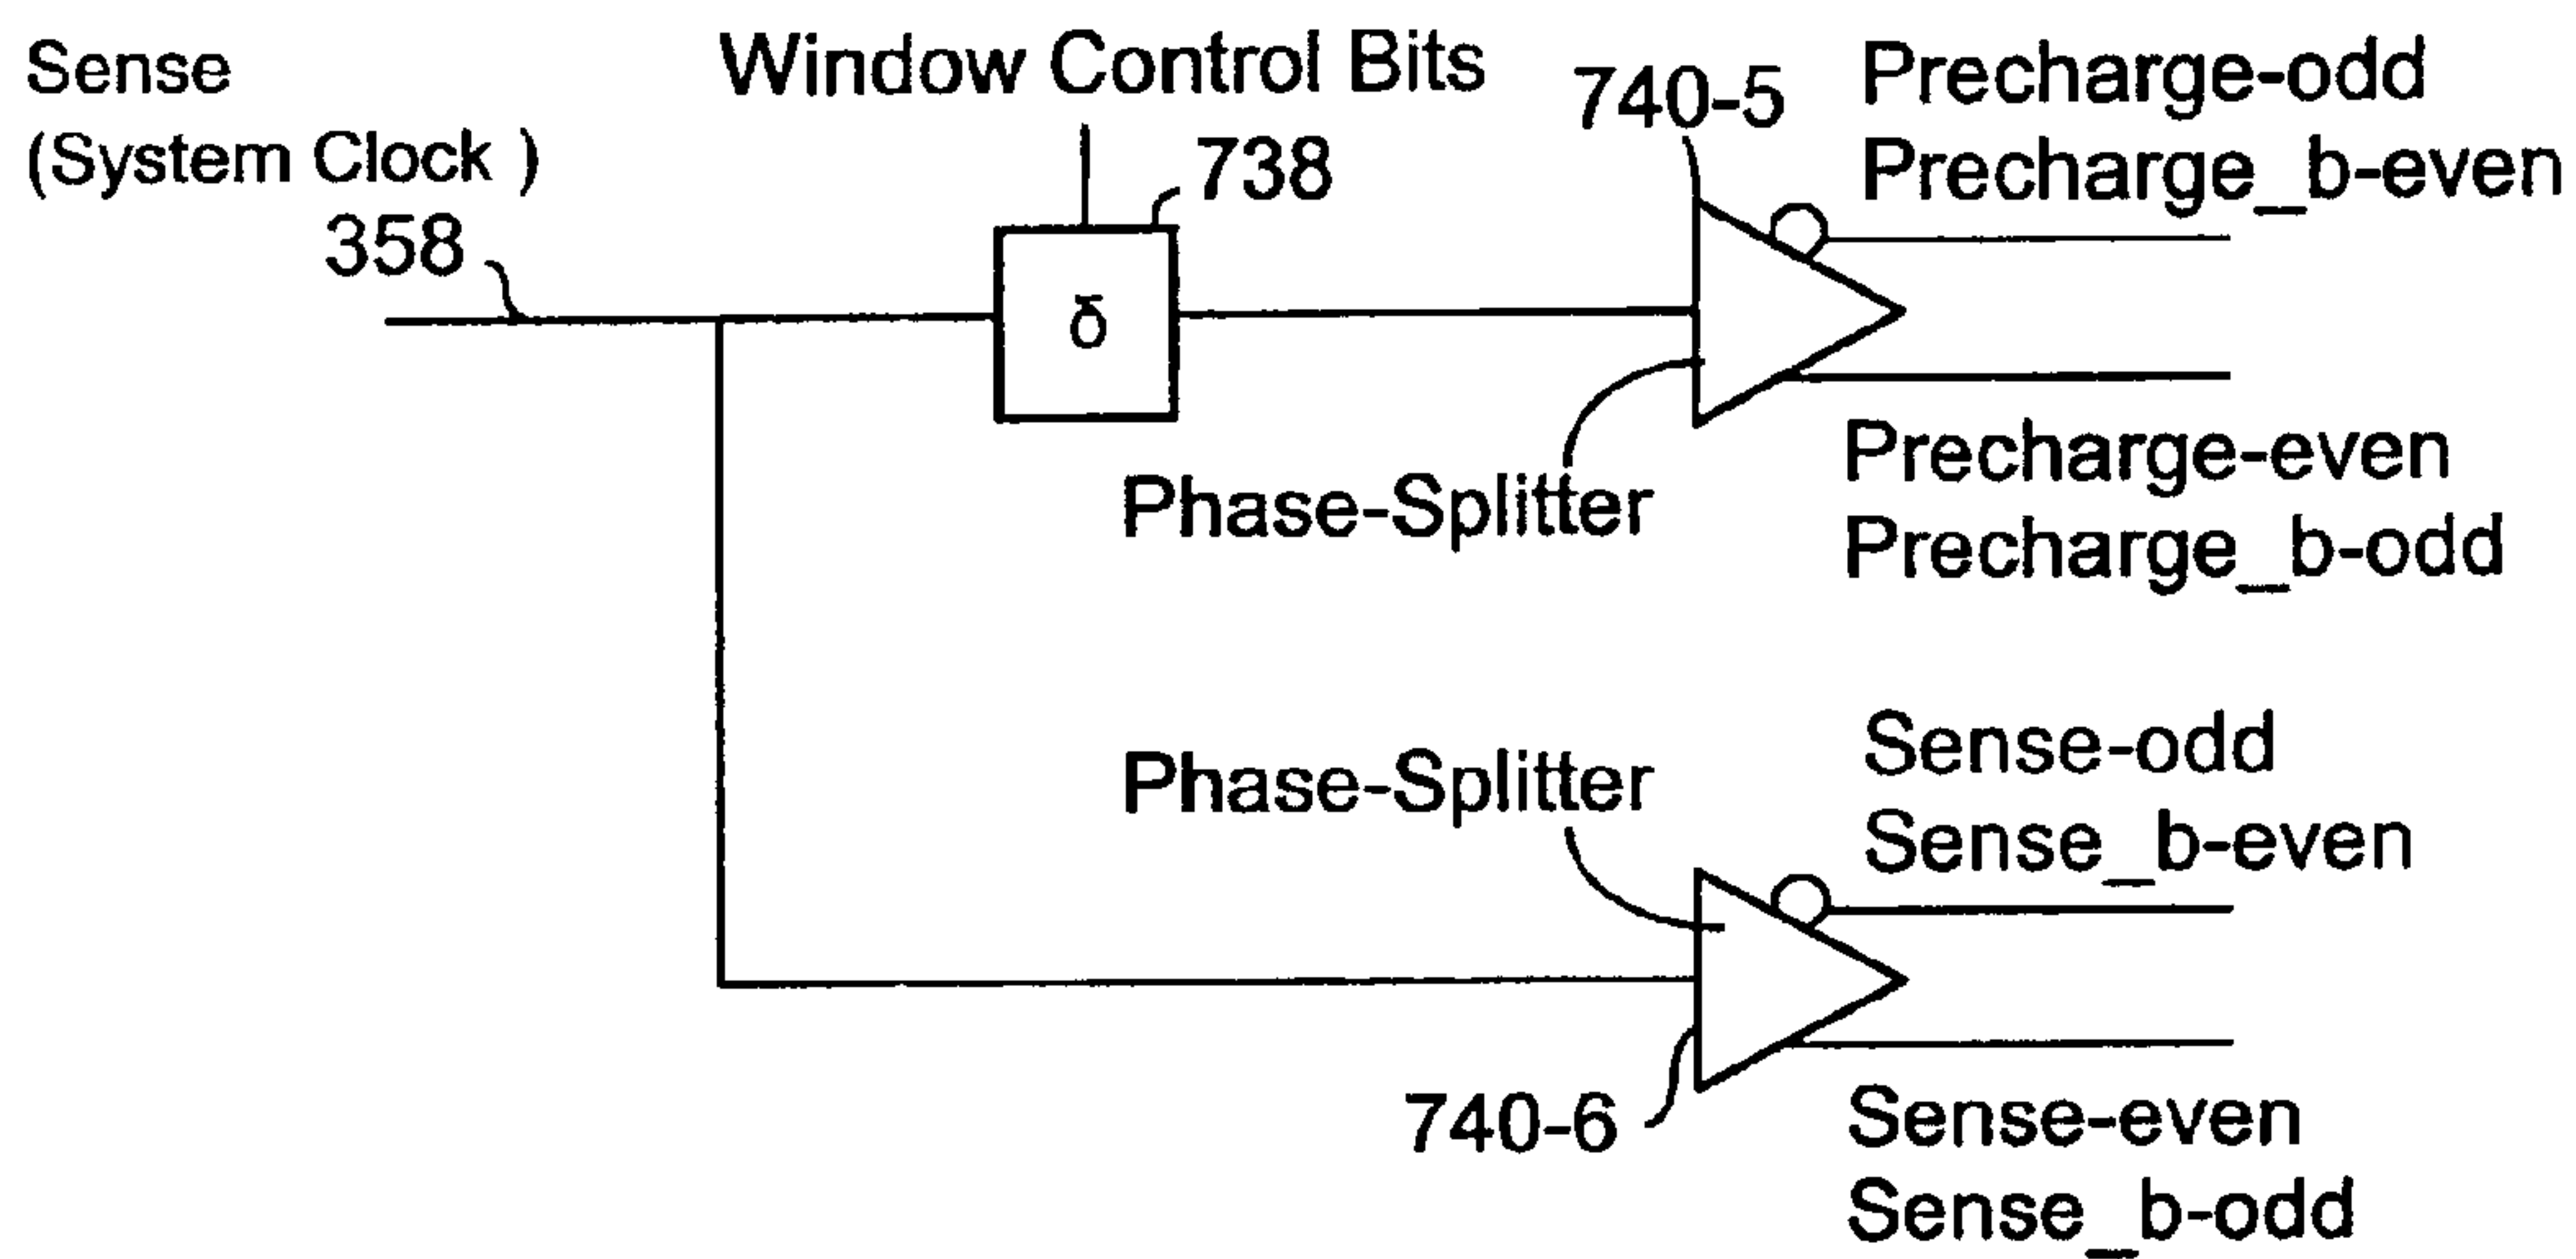 Sense
(System Clock )
358
Window Control Bits
738
δ
740-5
Precharge-odd
Precharge_b-even
Phase-Splitter
Precharge-even
Precharge_b-odd
Phase-Splitter
Sense-odd
Sense_b-even
740-6
Sense-even
Sense_b-odd